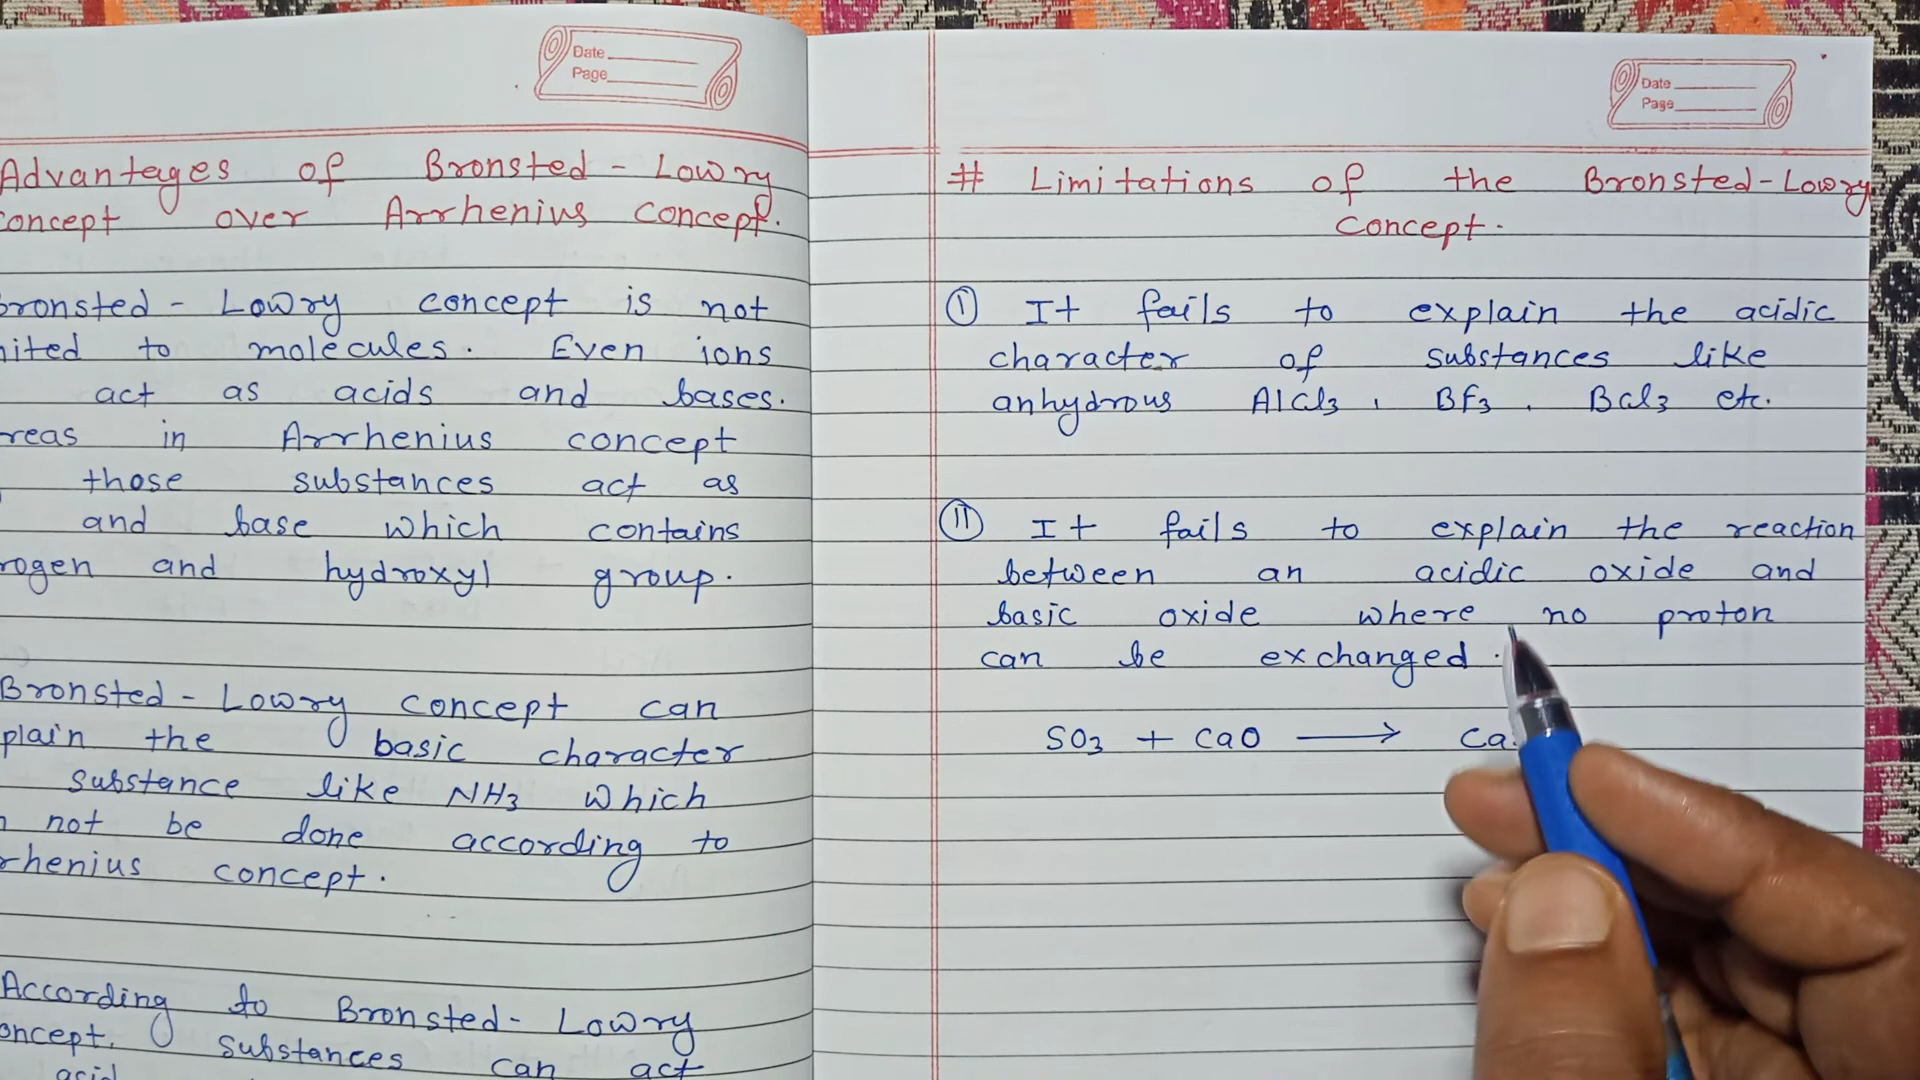 Date
Page
Advantages of Bronsted-Lowry
concept over Arrhenius concept.
Bronsted-Lowry concept is not
molecules. Even ions
act as acids and bases.
in Arrhenius concept
those substances act as
and base which contains
and hydroxyl group.
Bronsted-Lowry concept can
the basic character
substance like NH3 which
not be done according to
concept.
According to Bronsted-Lowry
substances can act
acid
Date
Page
# Limitations of the Bronsted-Lowry
concept.
I It fails to explain the acidic
character of substances like
anhydrous AlCl3, BF3, BCl3 etc.
II It fails to explain the reaction
between an acidic oxide and
basic oxide where no proton
can be exchanged.
SO3 + CaO → Ca